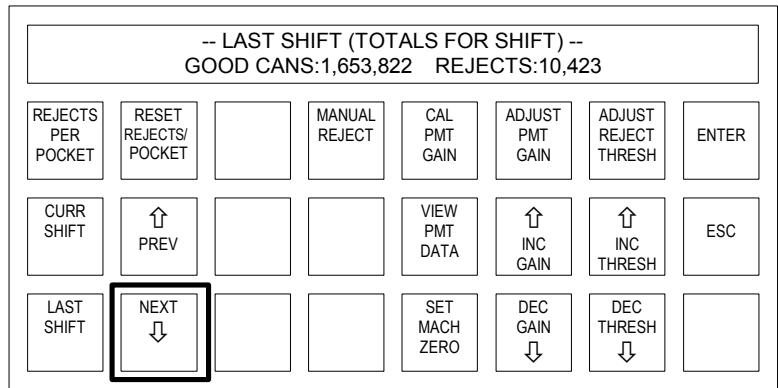 -- LAST SHIFT (TOTALS FOR SHIFT) --
GOOD CANS:1,653,822 REJECTS:10,423
REJECTS
PER
POCKET
RESET
REJECTS/
POCKET
MANUAL
REJECT
CAL
PMT
GAIN
ADJUST
PMT
GAIN
ADJUST
REJECT
THRESH
ENTER
CURR
SHIFT
⇧
PREV
VIEW
PMT
DATA
⇧
INC
GAIN
⇧
INC
THRESH
ESC
LAST
SHIFT
NEXT
⇩
SET
MACH
ZERO
DEC
GAIN
⇩
DEC
THRESH
⇩